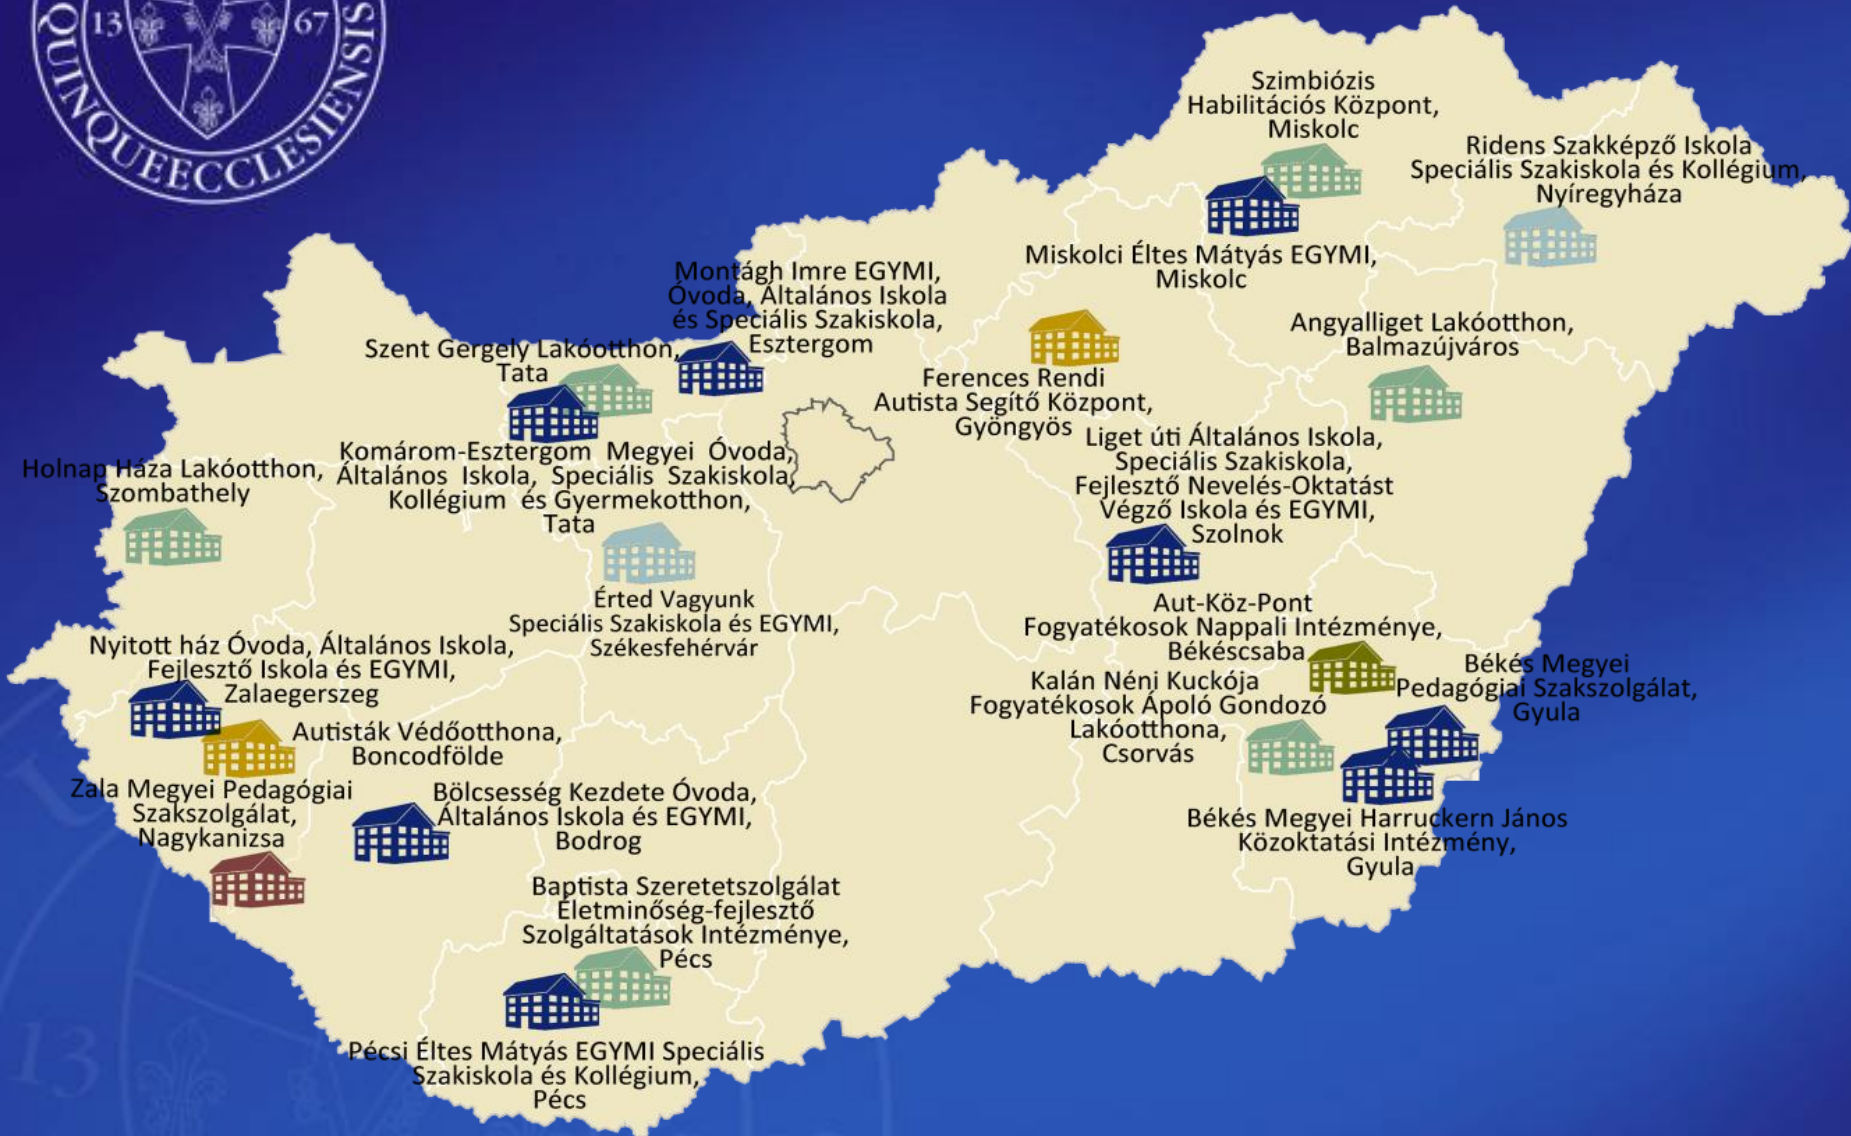 13 67
QUINQUEECCLESIENSIS
Szimbiózis
Habilitációs Központ,
Miskolc
Ridens Szakképző Iskola
Speciális Szakiskola és Kollégium,
Nyíregyháza
Miskolci Éltes Mátyás EGYMI,
Miskolc
Montágh Imre EGYMI,
Óvoda, Általános Iskola
és Speciális Szakiskola,
Esztergom
Szent Gergely Lakóotthon,
Tata
Angyalliget Lakóotthon,
Balmazújváros
Ferences Rendi
Autista Segítő Központ,
Gyöngyös
Komárom-Esztergom Megyei Óvoda,
Általános Iskola, Speciális Szakiskola,
Kollégium és Gyermekotthon,
Tata
Holnap Háza Lakóotthon,
Szombathely
Liget úti Általános Iskola,
Speciális Szakiskola,
Fejlesztő Nevelés-Oktatást
Végző Iskola és EGYMI,
Szolnok
Érted Vagyunk
Speciális Szakiskola és EGYMI,
Székesfehérvár
Aut-Köz-Pont
Fogyatékosok Nappali Intézménye,
Békéscsaba
Nyitott ház Óvoda, Általános Iskola,
Fejlesztő Iskola és EGYMI,
Zalaegerszeg
Békés Megyei
Pedagógiai Szakszolgálat,
Gyula
Kalán Néni Kuckója
Fogyatékosok Ápoló Gondozó
Lakóotthona,
Csorvás
Autisták Védőotthona,
Boncodfölde
Zala Megyei Pedagógiai
Szakszolgálat,
Nagykanizsa
Bölcsesség Kezdete Óvoda,
Általános Iskola és EGYMI,
Bodrog
Békés Megyei Harruckern János
Közoktatási Intézmény,
Gyula
Baptista Szeretetszolgálat
Életminőség-fejlesztő
Szolgáltatások Intézménye,
Pécs
Pécsi Éltes Mátyás EGYMI Speciális
Szakiskola és Kollégium,
Pécs
13